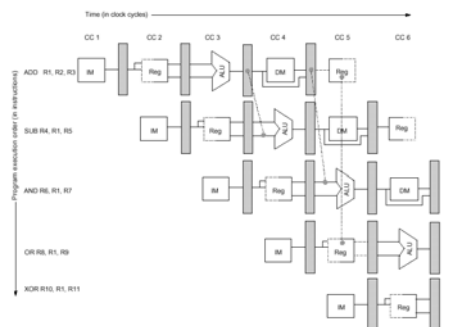 Time (in clock cycles)
CC 1 CC 2 CC 3 CC 4 CC 5 CC 6
Program execution order (in instructions)
ADD R1, R2, R3 IM Reg ALU DM Reg
SUB R4, R1, R5 IM Reg ALU DM Reg
AND R6, R1, R7 IM Reg ALU DM
OR R8, R1, R9 IM Reg ALU
XOR R10, R1, R11 IM Reg